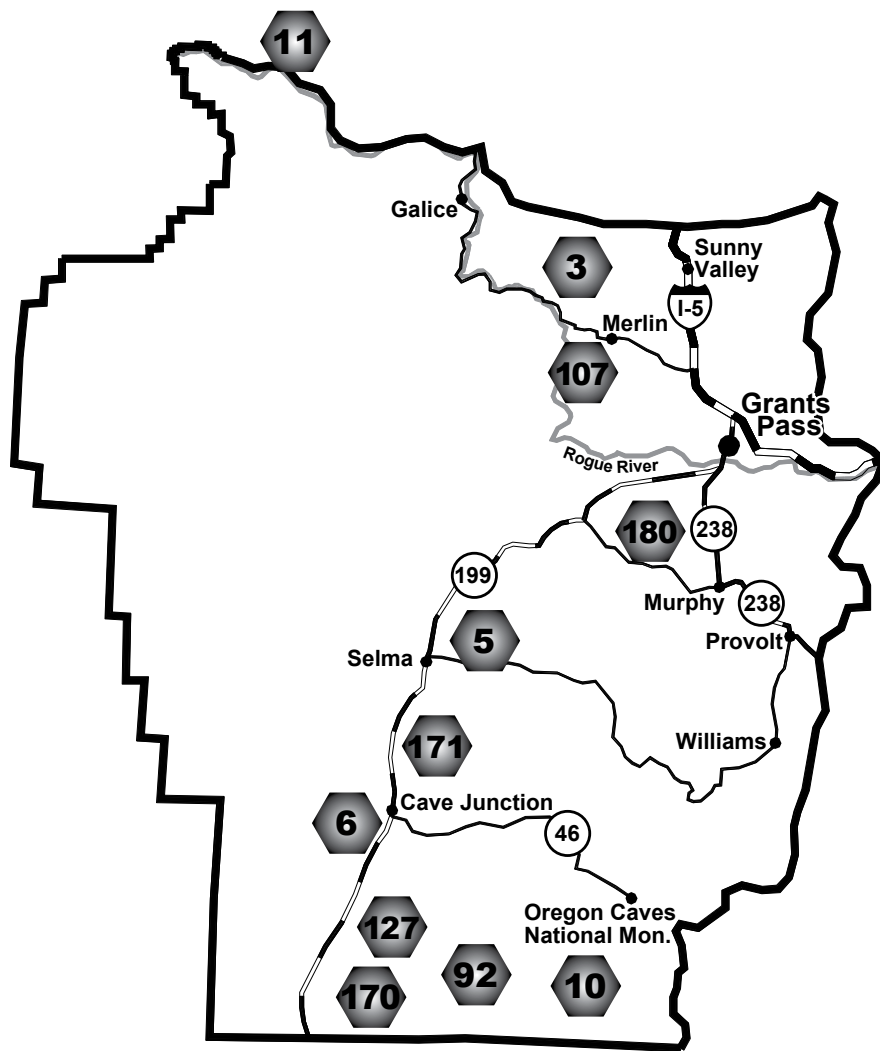 11
Galice
3
Sunny
Valley
I-5
Merlin
107
Grants
Pass
Rogue River
180
238
199
Murphy
238
5
Provolt
Selma
171
Williams
Cave Junction
6
46
Oregon Caves
National Mon.
127
92
10
170